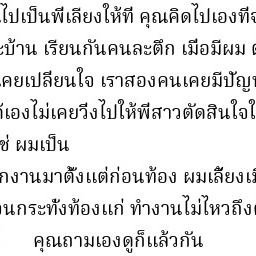 ไปเป็นพี่เลี้ยงให้ที่ คุณคิดไปเองที
บ้าน เรียนกันคนละตึก เมื่อมีผม
เคยเปลี่ยนใจ เราสองคนเคยมีปัญ
เองไม่เคยวิ่งไปให้พี่สาวตัดสินใจใ
ช่ ผมเป็น
งานมาตั้งแต่ก่อนท้อง ผมเลี้ยงเมี
นกระทั่งท้องแก่ ทำงานไม่ไหวถึง
คุณถามเองดูก็แล้วกัน